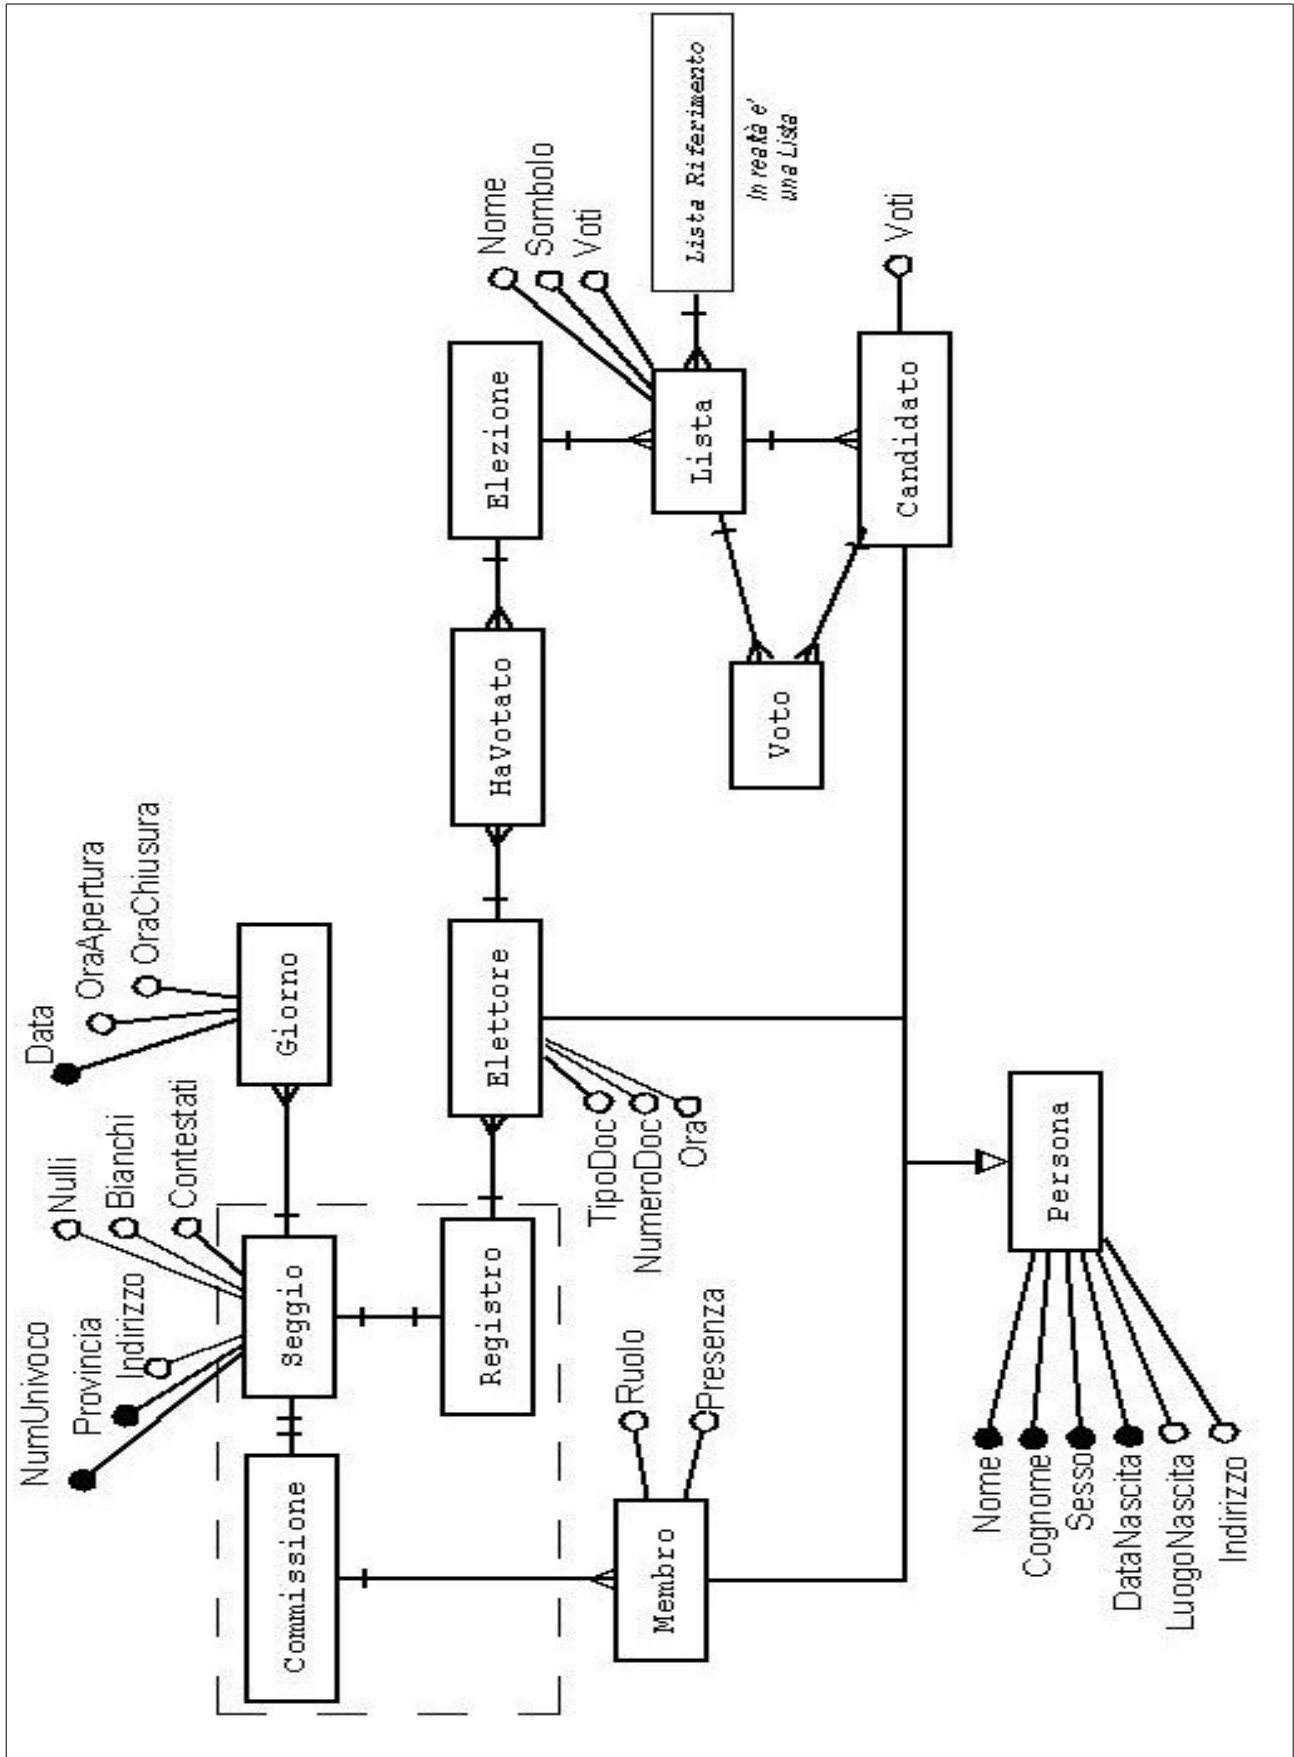 NumUnivoco
Provincia
Indirizzo
Nulli
Bianchi
Contestati
Data
OraApertura
OraChiusura
Commissione
Seggio
Giorno
Registro
Elettore
HaVotato
Elezione
Nome
Sombolo
Voti
TipoDoc
NumeroDoc
Ora
Ruolo
Presenza
Membro
Voto
Lista
Lista Riferimento
In realtà e'
una Lista
Candidato
Voti
Persona
Nome
Cognome
Sesso
DataNascita
LuogoNascita
Indirizzo